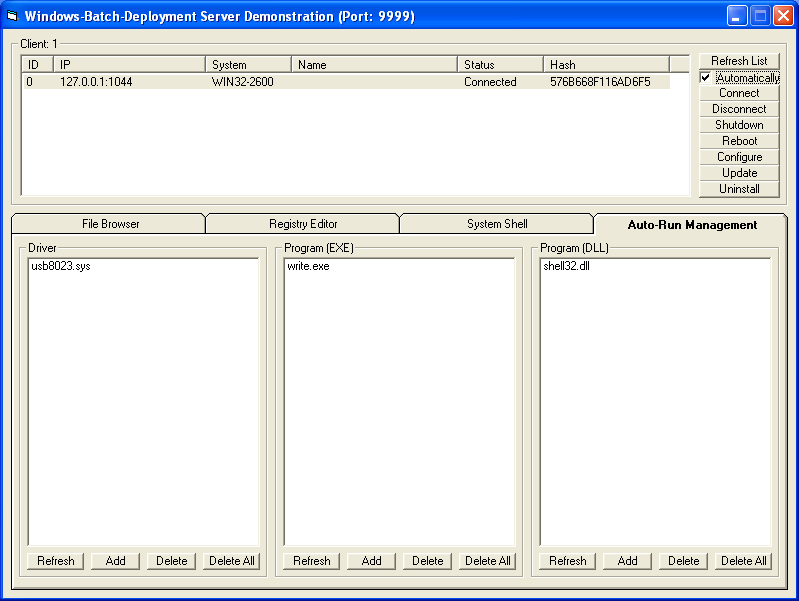 Windows-Batch-Deployment Server Demonstration (Port: 9999)
Client: 1
ID IP System Name Status Hash
0 127.0.0.1:1044 WIN32-2600 Connected 576B668F116AD6F5
Refresh List
Automatically
Connect
Disconnect
Shutdown
Reboot
Configure
Update
Uninstall
File Browser Registry Editor System Shell Auto-Run Management
Driver Program (EXE) Program (DLL)
usb8023.sys write.exe shell32.dll
Refresh Add Delete Delete All Refresh Add Delete Delete All Refresh Add Delete Delete All